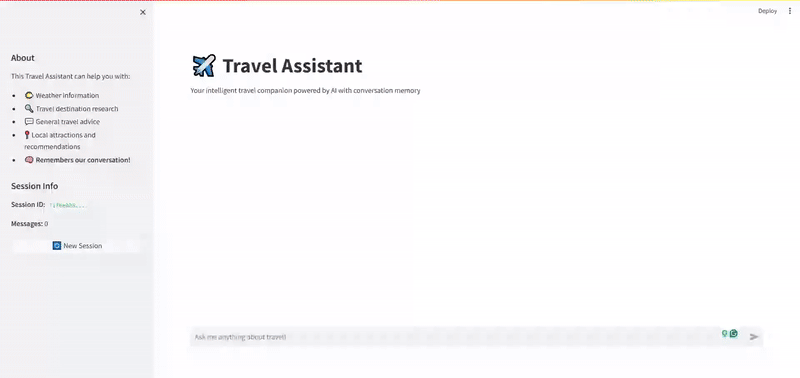 Deploy
About
This Travel Assistant can help you with:
Weather information
Travel destination research
General travel advice
Local attractions and
recommendations
Remembers our conversation!
Session Info
Session ID:
Messages: 0
New Session
Travel Assistant
Your intelligent travel companion powered by AI with conversation memory
Ask me anything about travel!